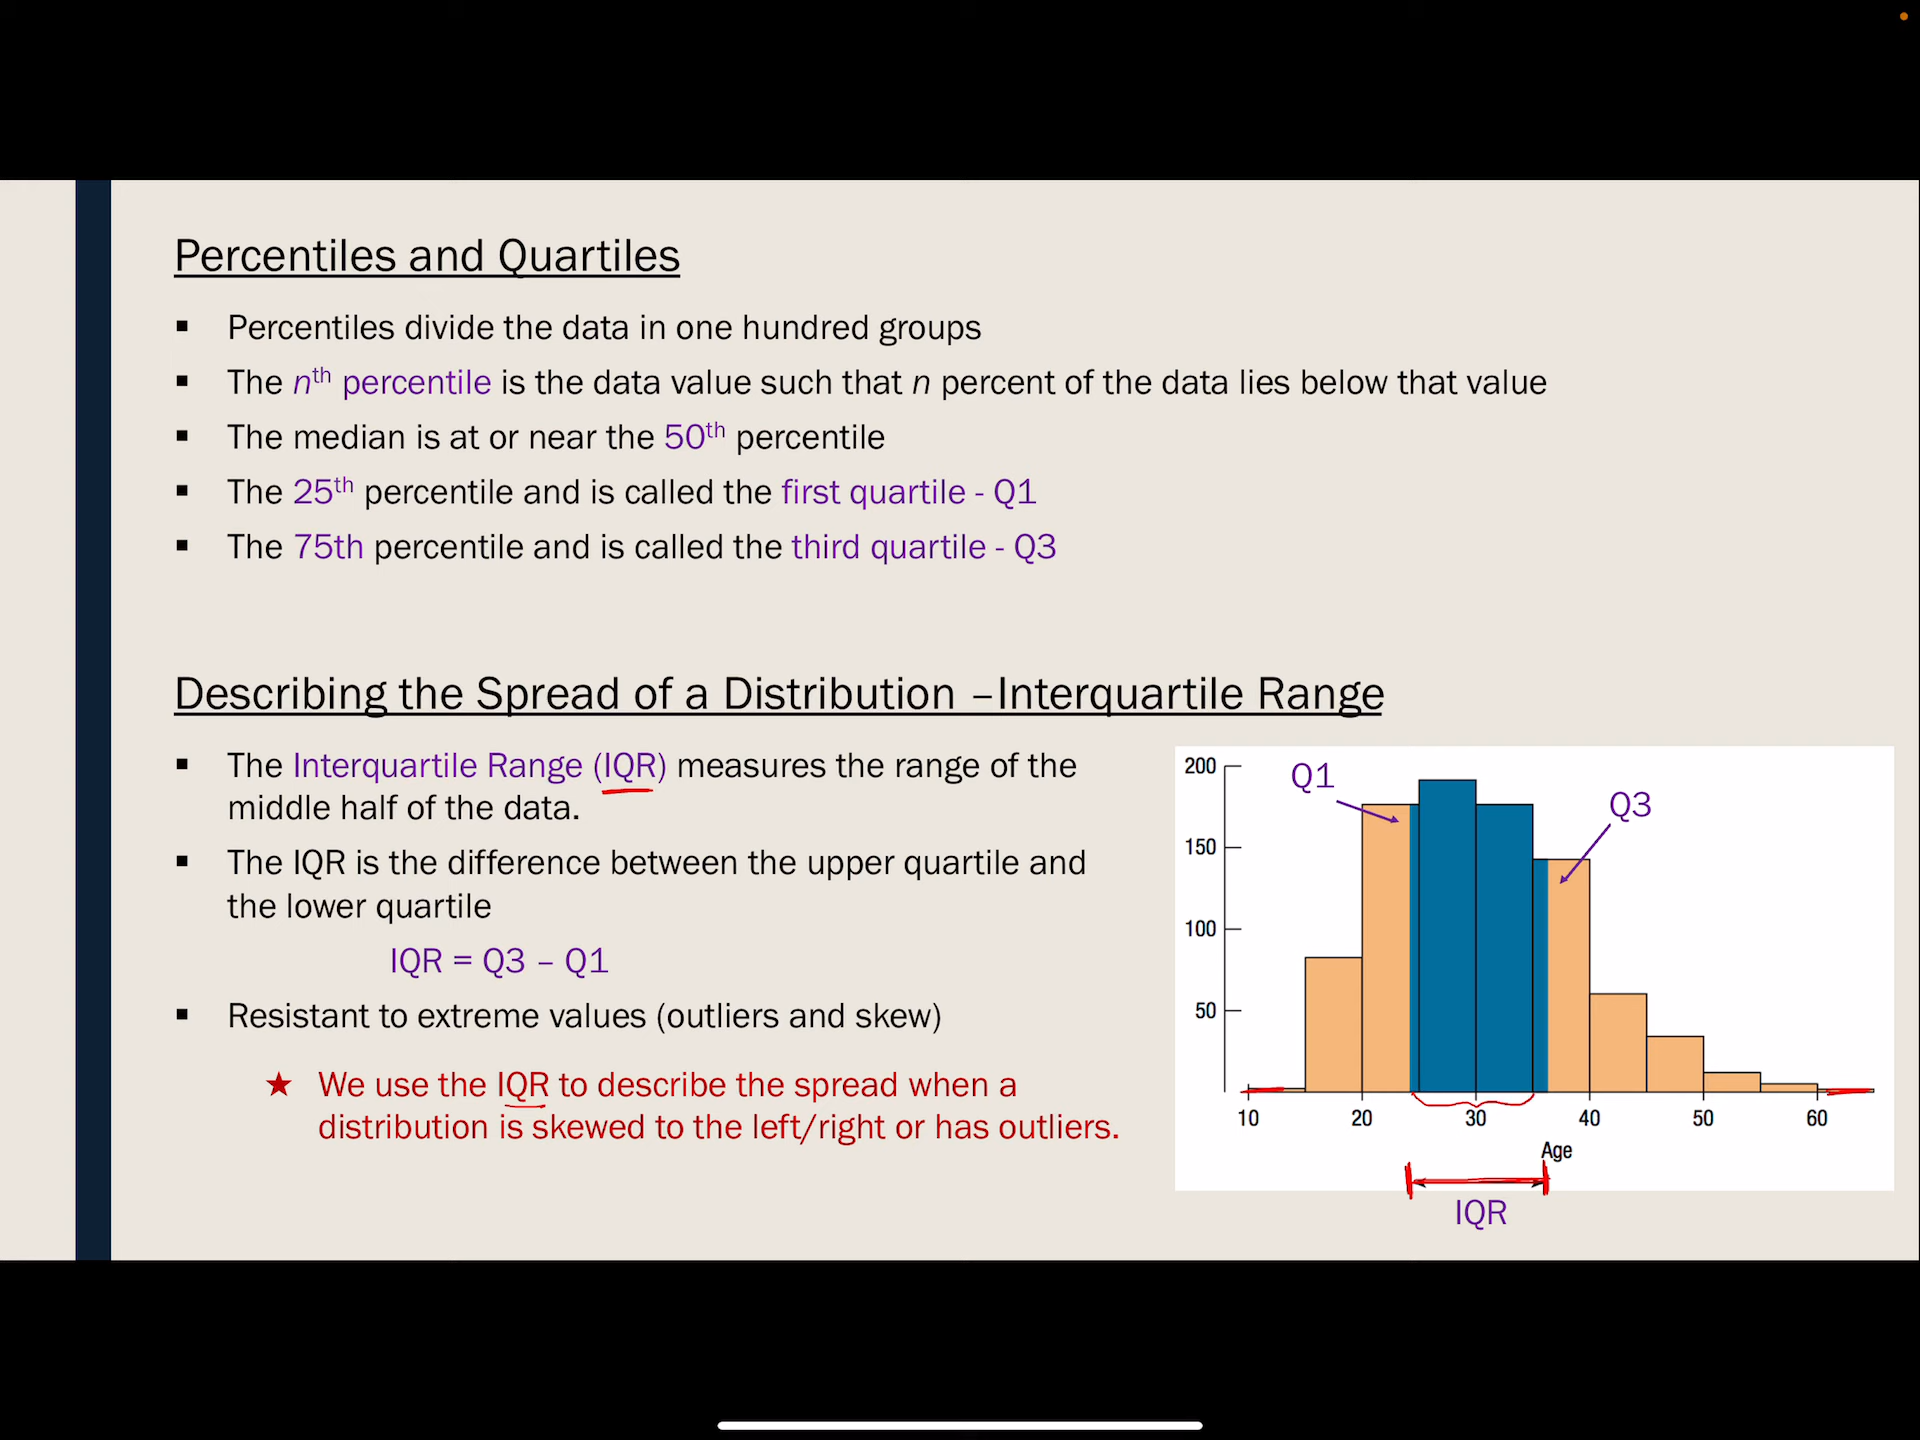 Percentiles and Quartiles
▪ Percentiles divide the data in one hundred groups
▪ The nth percentile is the data value such that n percent of the data lies below that value
▪ The median is at or near the 50th percentile
▪ The 25th percentile and is called the first quartile - Q1
▪ The 75th percentile and is called the third quartile - Q3
Describing the Spread of a Distribution –Interquartile Range
▪ The Interquartile Range (IQR) measures the range of the
middle half of the data.
▪ The IQR is the difference between the upper quartile and
the lower quartile
IQR = Q3 – Q1
▪ Resistant to extreme values (outliers and skew)
★ We use the IQR to describe the spread when a
distribution is skewed to the left/right or has outliers.
200
150
100
50
Q1
Q3
10 20 30 40 50 60
Age
IQR